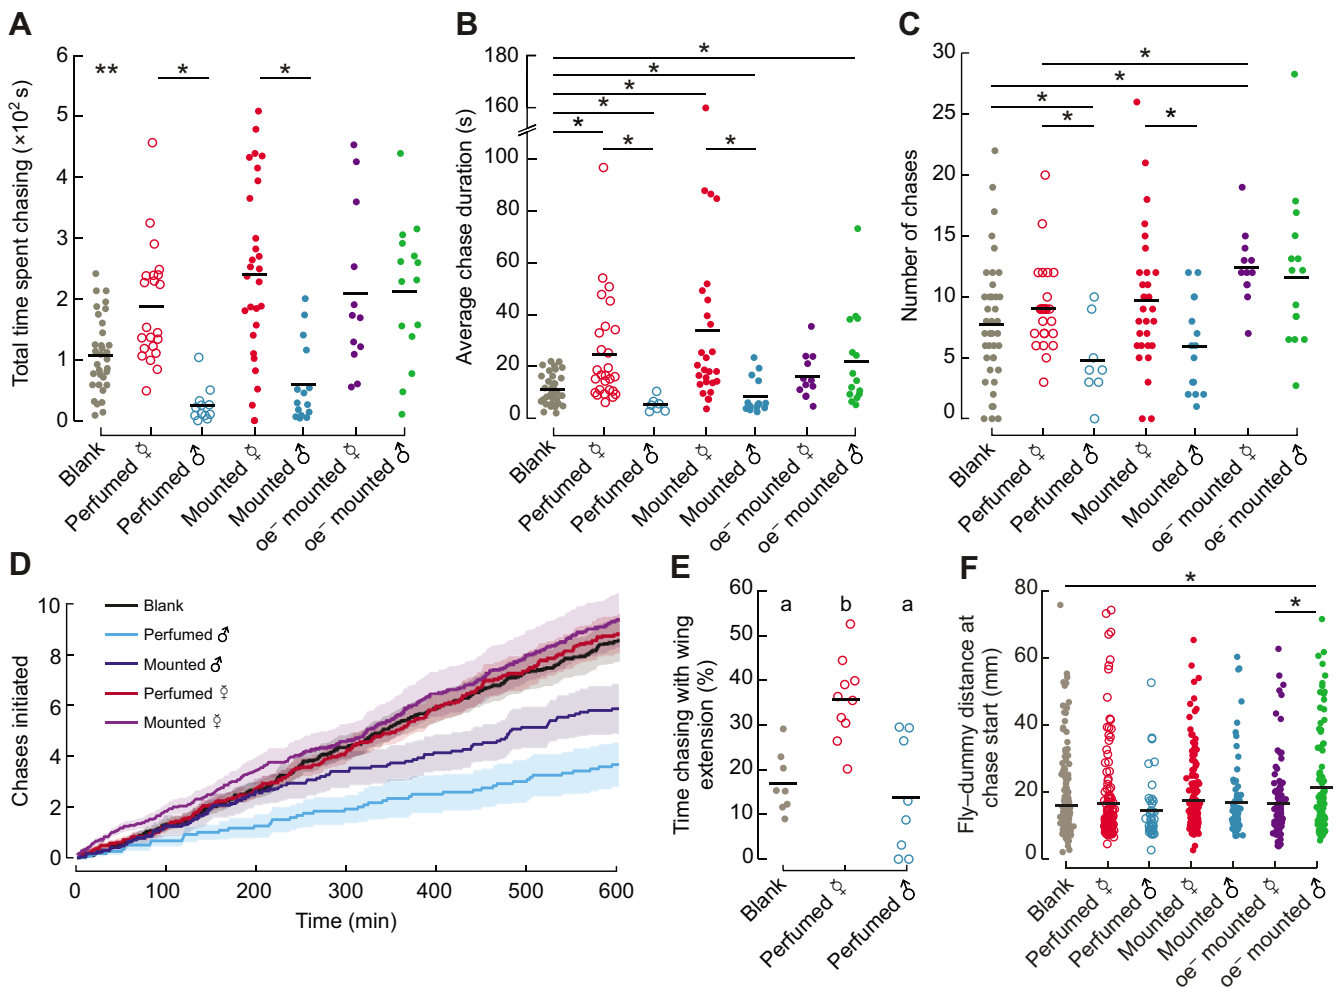 A
Total time spent chasing (×10² s)
6
5
4
3
2
1
0
** * *
Blank
Perfumed ☿
Perfumed ♂
Mounted ☿
Mounted ♂
oe⁻ mounted ☿
oe⁻ mounted ♂
B
Average chase duration (s)
180
160
100
80
60
40
20
0
*
*
*
*
*
* *
Blank
Perfumed ☿
Perfumed ♂
Mounted ☿
Mounted ♂
oe⁻ mounted ☿
oe⁻ mounted ♂
C
Number of chases
30
25
20
15
10
5
0
*
*
*
* *
Blank
Perfumed ☿
Perfumed ♂
Mounted ☿
Mounted ♂
oe⁻ mounted ☿
oe⁻ mounted ♂
D
Chases initiated
10
8
6
4
2
0
Blank
Perfumed ♂
Mounted ♂
Perfumed ☿
Mounted ☿
0 100 200 300 400 500 600
Time (min)
E
Time chasing with wing
extension (%)
60
50
40
30
20
10
0
a b a
Blank
Perfumed ☿
Perfumed ♂
F
Fly–dummy distance at
chase start (mm)
80
60
40
20
0
*
*
Blank
Perfumed ☿
Perfumed ♂
Mounted ☿
Mounted ♂
oe⁻ mounted ☿
oe⁻ mounted ♂